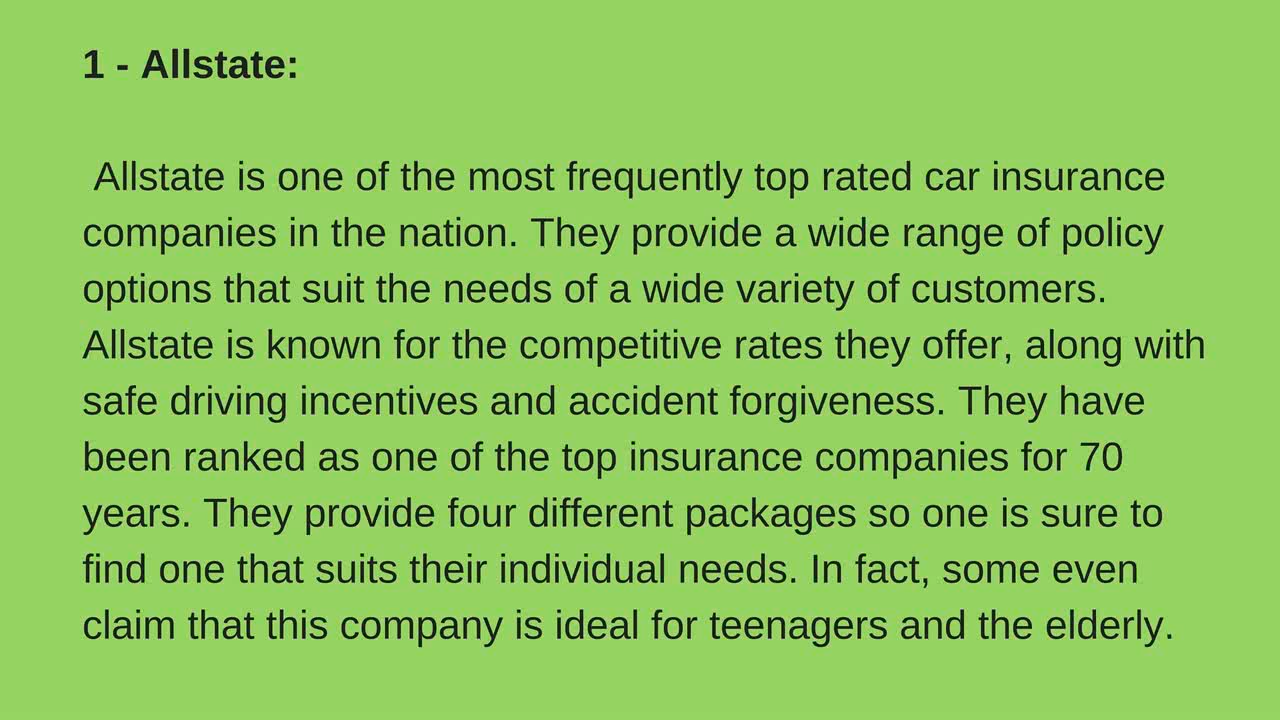 1 - Allstate:
Allstate is one of the most frequently top rated car insurance
companies in the nation. They provide a wide range of policy
options that suit the needs of a wide variety of customers.
Allstate is known for the competitive rates they offer, along with
safe driving incentives and accident forgiveness. They have
been ranked as one of the top insurance companies for 70
years. They provide four different packages so one is sure to
find one that suits their individual needs. In fact, some even
claim that this company is ideal for teenagers and the elderly.